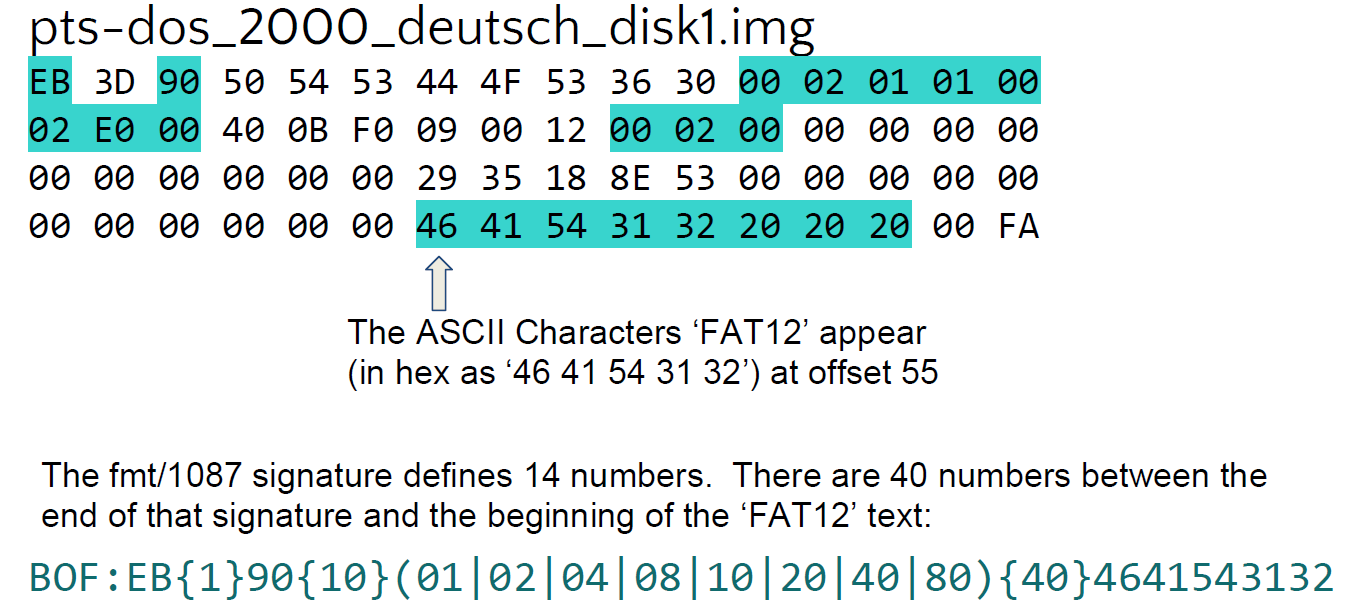 pts-dos_2000_deutsch_disk1.img
EB 3D 90 50 54 53 44 4F 53 36 30 00 02 01 01 00
02 E0 00 40 0B F0 09 00 12 00 02 00 00 00 00 00
00 00 00 00 00 00 29 35 18 8E 53 00 00 00 00 00
00 00 00 00 00 00 46 41 54 31 32 20 20 20 00 FA
The ASCII Characters ‘FAT12’ appear
(in hex as ‘46 41 54 31 32’) at offset 55
The fmt/1087 signature defines 14 numbers.  There are 40 numbers between the
end of that signature and the beginning of the ‘FAT12’ text:
BOF:EB{1}90{10}(01|02|04|08|10|20|40|80){40}4641543132